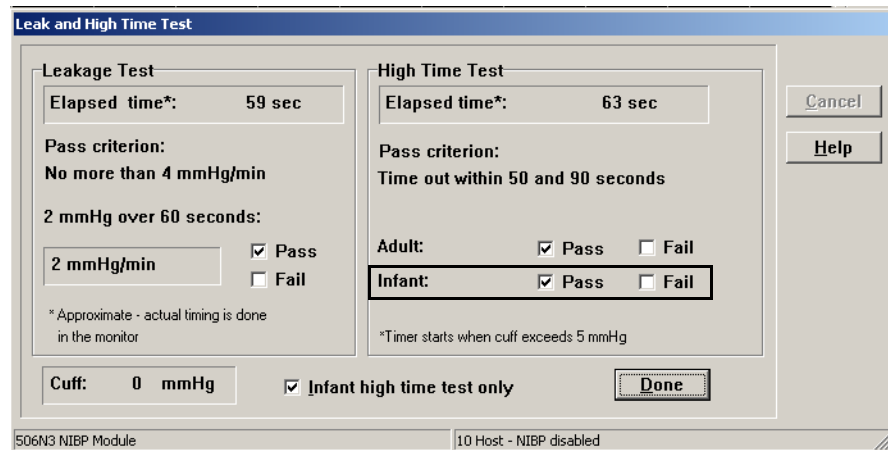 Leak and High Time Test
Leakage Test
Elapsed time*: 59 sec
Pass criterion:
No more than 4 mmHg/min
2 mmHg over 60 seconds:
2 mmHg/min
Pass
Fail
* Approximate - actual timing is done
in the monitor
High Time Test
Elapsed time*: 63 sec
Pass criterion:
Time out within 50 and 90 seconds
Adult: Pass Fail
Infant: Pass Fail
*Timer starts when cuff exceeds 5 mmHg
Cancel
Help
Cuff: 0 mmHg
Infant high time test only
Done
506N3 NIBP Module
10 Host - NIBP disabled